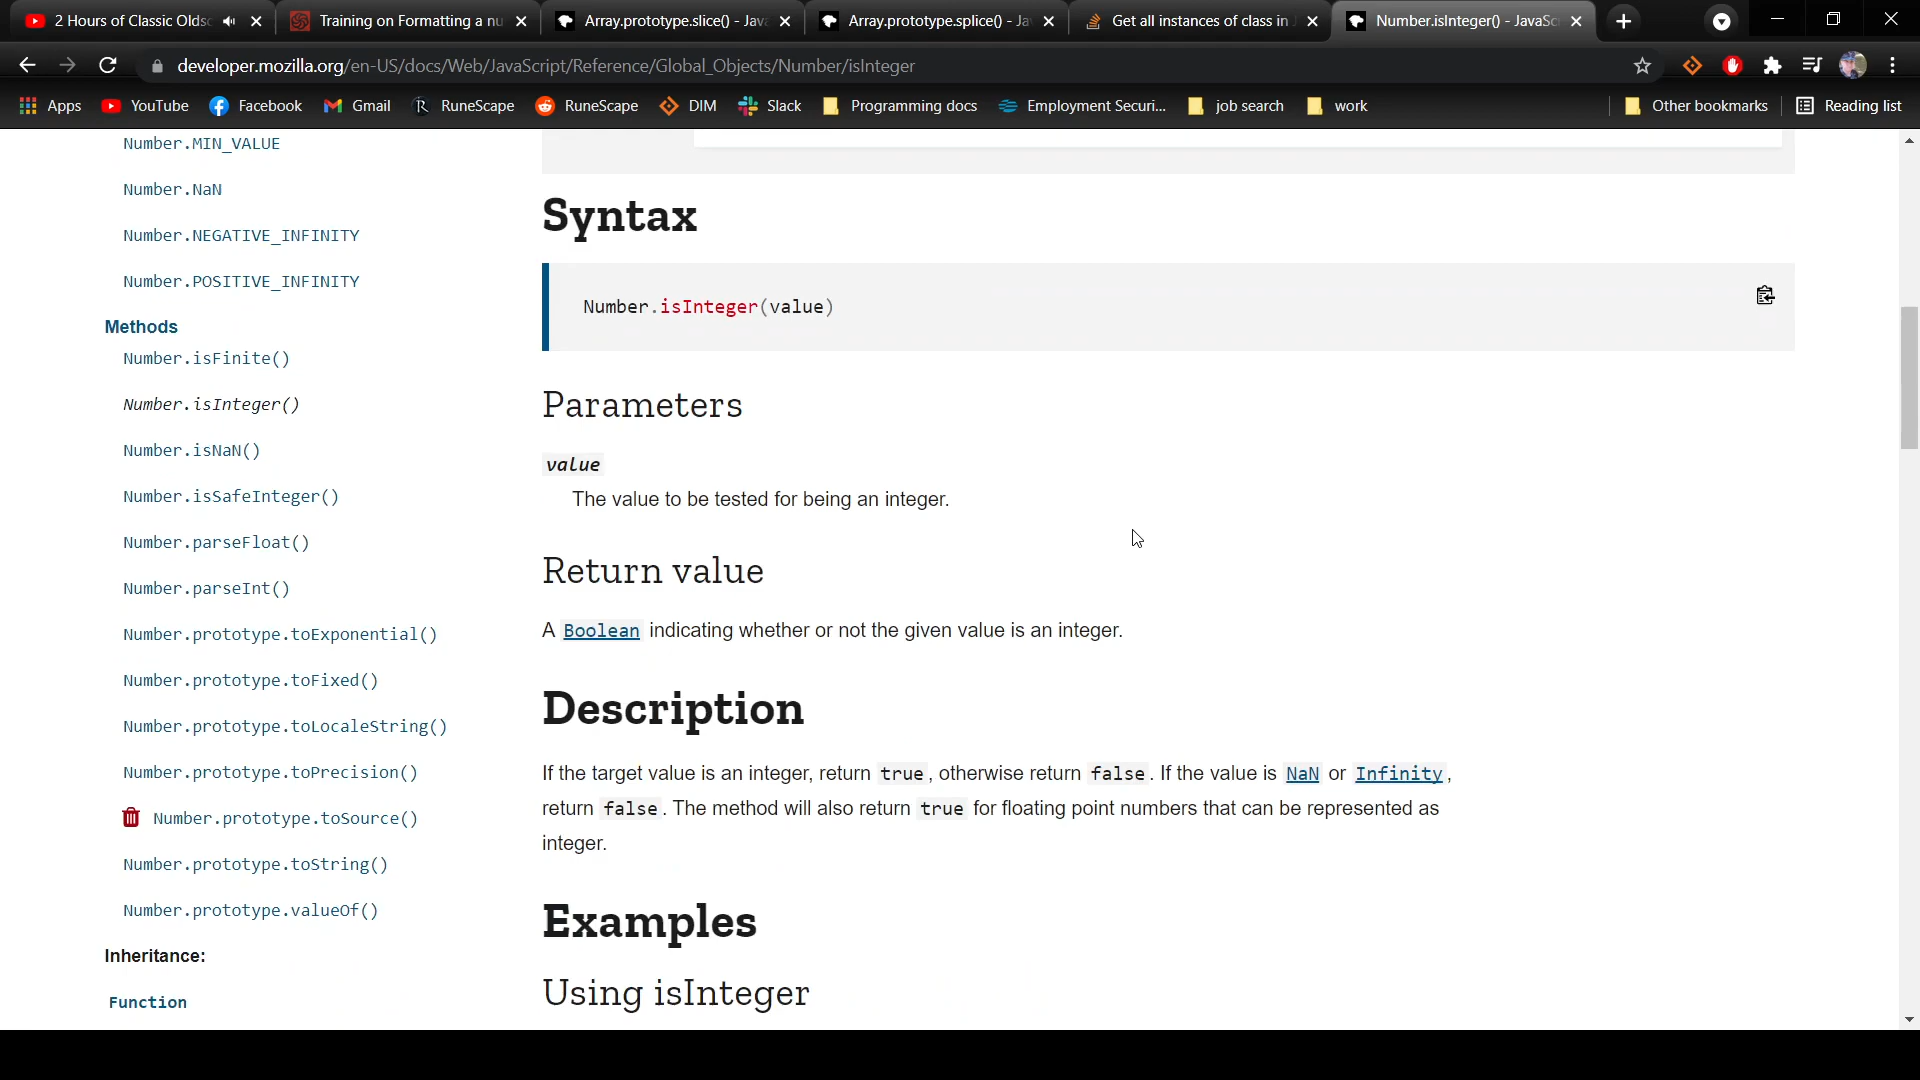 2 Hours of Classic Oldsc
Training on Formatting a nu
Array.prototype.slice() - Java
Array.prototype.splice() - Ja
Get all instances of class in J
Number.isInteger() - JavaSc
developer.mozilla.org/en-US/docs/Web/JavaScript/Reference/Global_Objects/Number/isInteger
Apps
YouTube
Facebook
Gmail
RuneScape
RuneScape
DIM
Slack
Programming docs
Employment Securi...
job search
work
Other bookmarks
Reading list
Number.MIN_VALUE
Number.NaN
Number.NEGATIVE_INFINITY
Number.POSITIVE_INFINITY
Methods
Number.isFinite()
Number.isInteger()
Number.isNaN()
Number.isSafeInteger()
Number.parseFloat()
Number.parseInt()
Number.prototype.toExponential()
Number.prototype.toFixed()
Number.prototype.toLocaleString()
Number.prototype.toPrecision()
Number.prototype.toSource()
Number.prototype.toString()
Number.prototype.valueOf()
Inheritance:
Function
Syntax
Number.isInteger(value)
Parameters
value
The value to be tested for being an integer.
Return value
A Boolean indicating whether or not the given value is an integer.
Description
If the target value is an integer, return true, otherwise return false. If the value is NaN or Infinity,
return false. The method will also return true for floating point numbers that can be represented as
integer.
Examples
Using isInteger